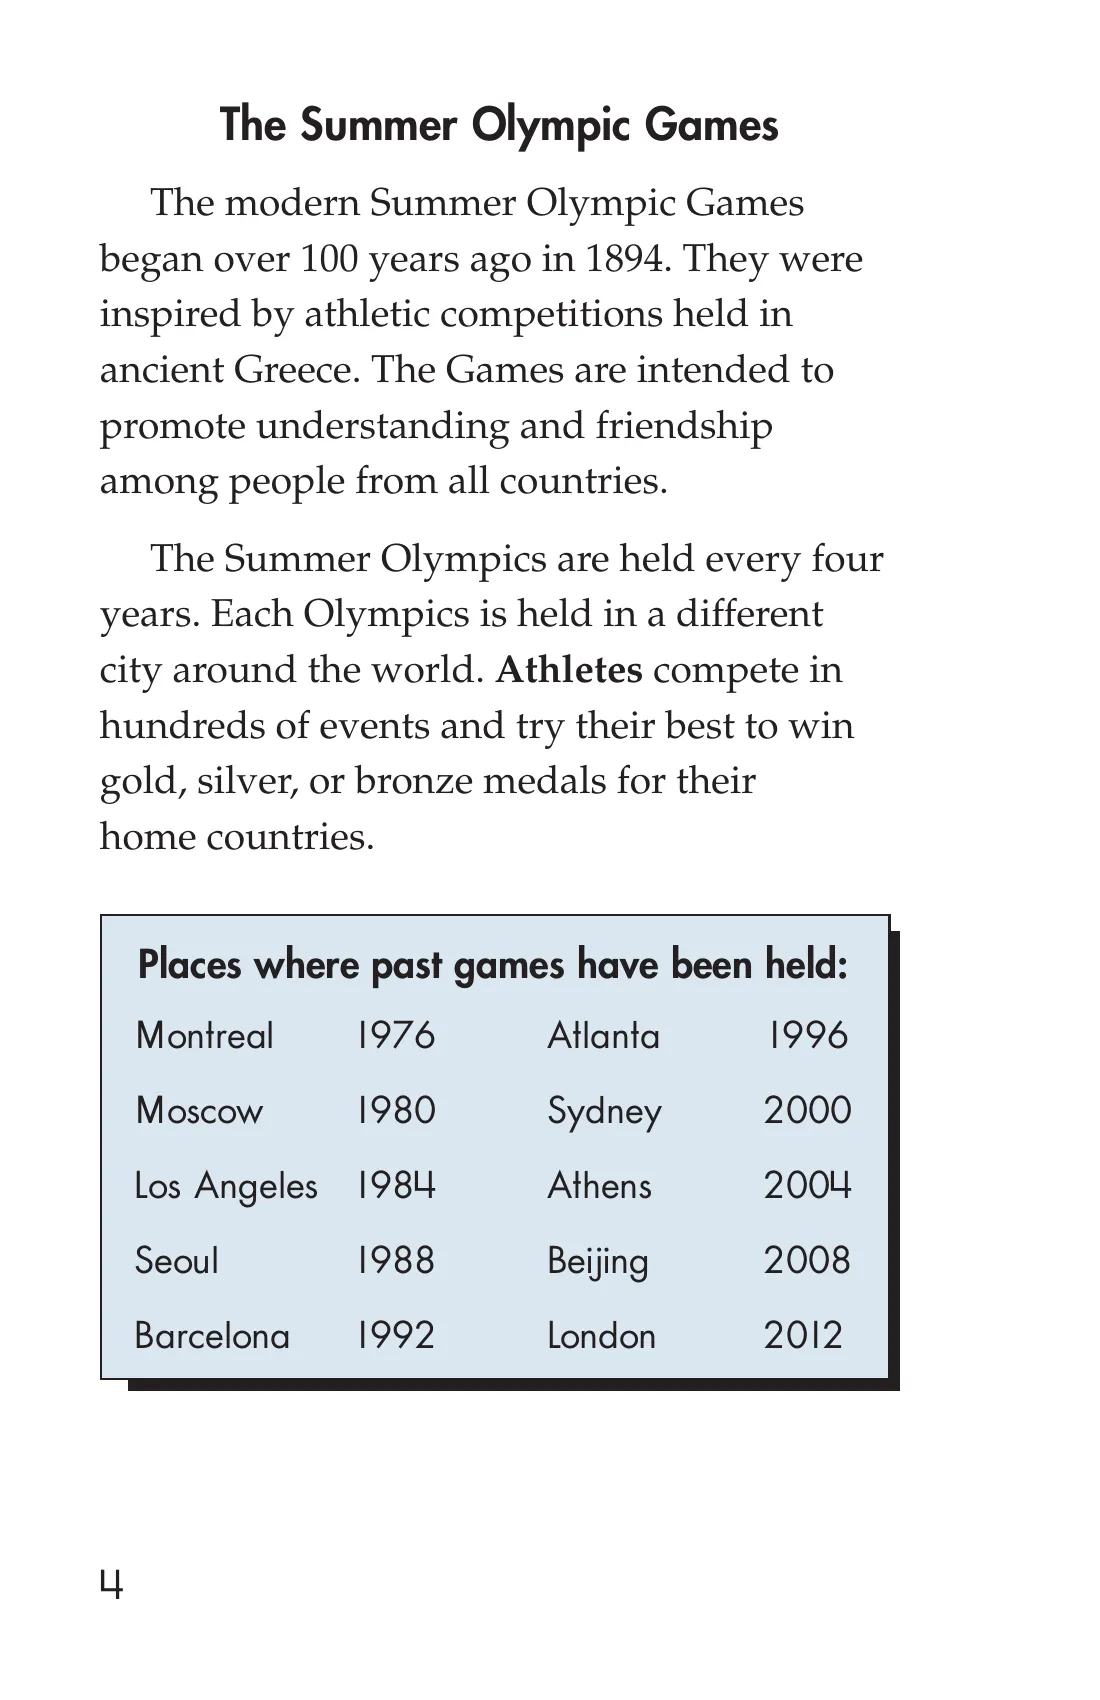 The Summer Olympic Games
The modern Summer Olympic Games
began over 100 years ago in 1894. They were
inspired by athletic competitions held in
ancient Greece. The Games are intended to
promote understanding and friendship
among people from all countries.
The Summer Olympics are held every four
years. Each Olympics is held in a different
city around the world. Athletes compete in
hundreds of events and try their best to win
gold, silver, or bronze medals for their
home countries.
Places where past games have been held:
Montreal 1976 Atlanta 1996
Moscow 1980 Sydney 2000
Los Angeles 1984 Athens 2004
Seoul 1988 Beijing 2008
Barcelona 1992 London 2012
4